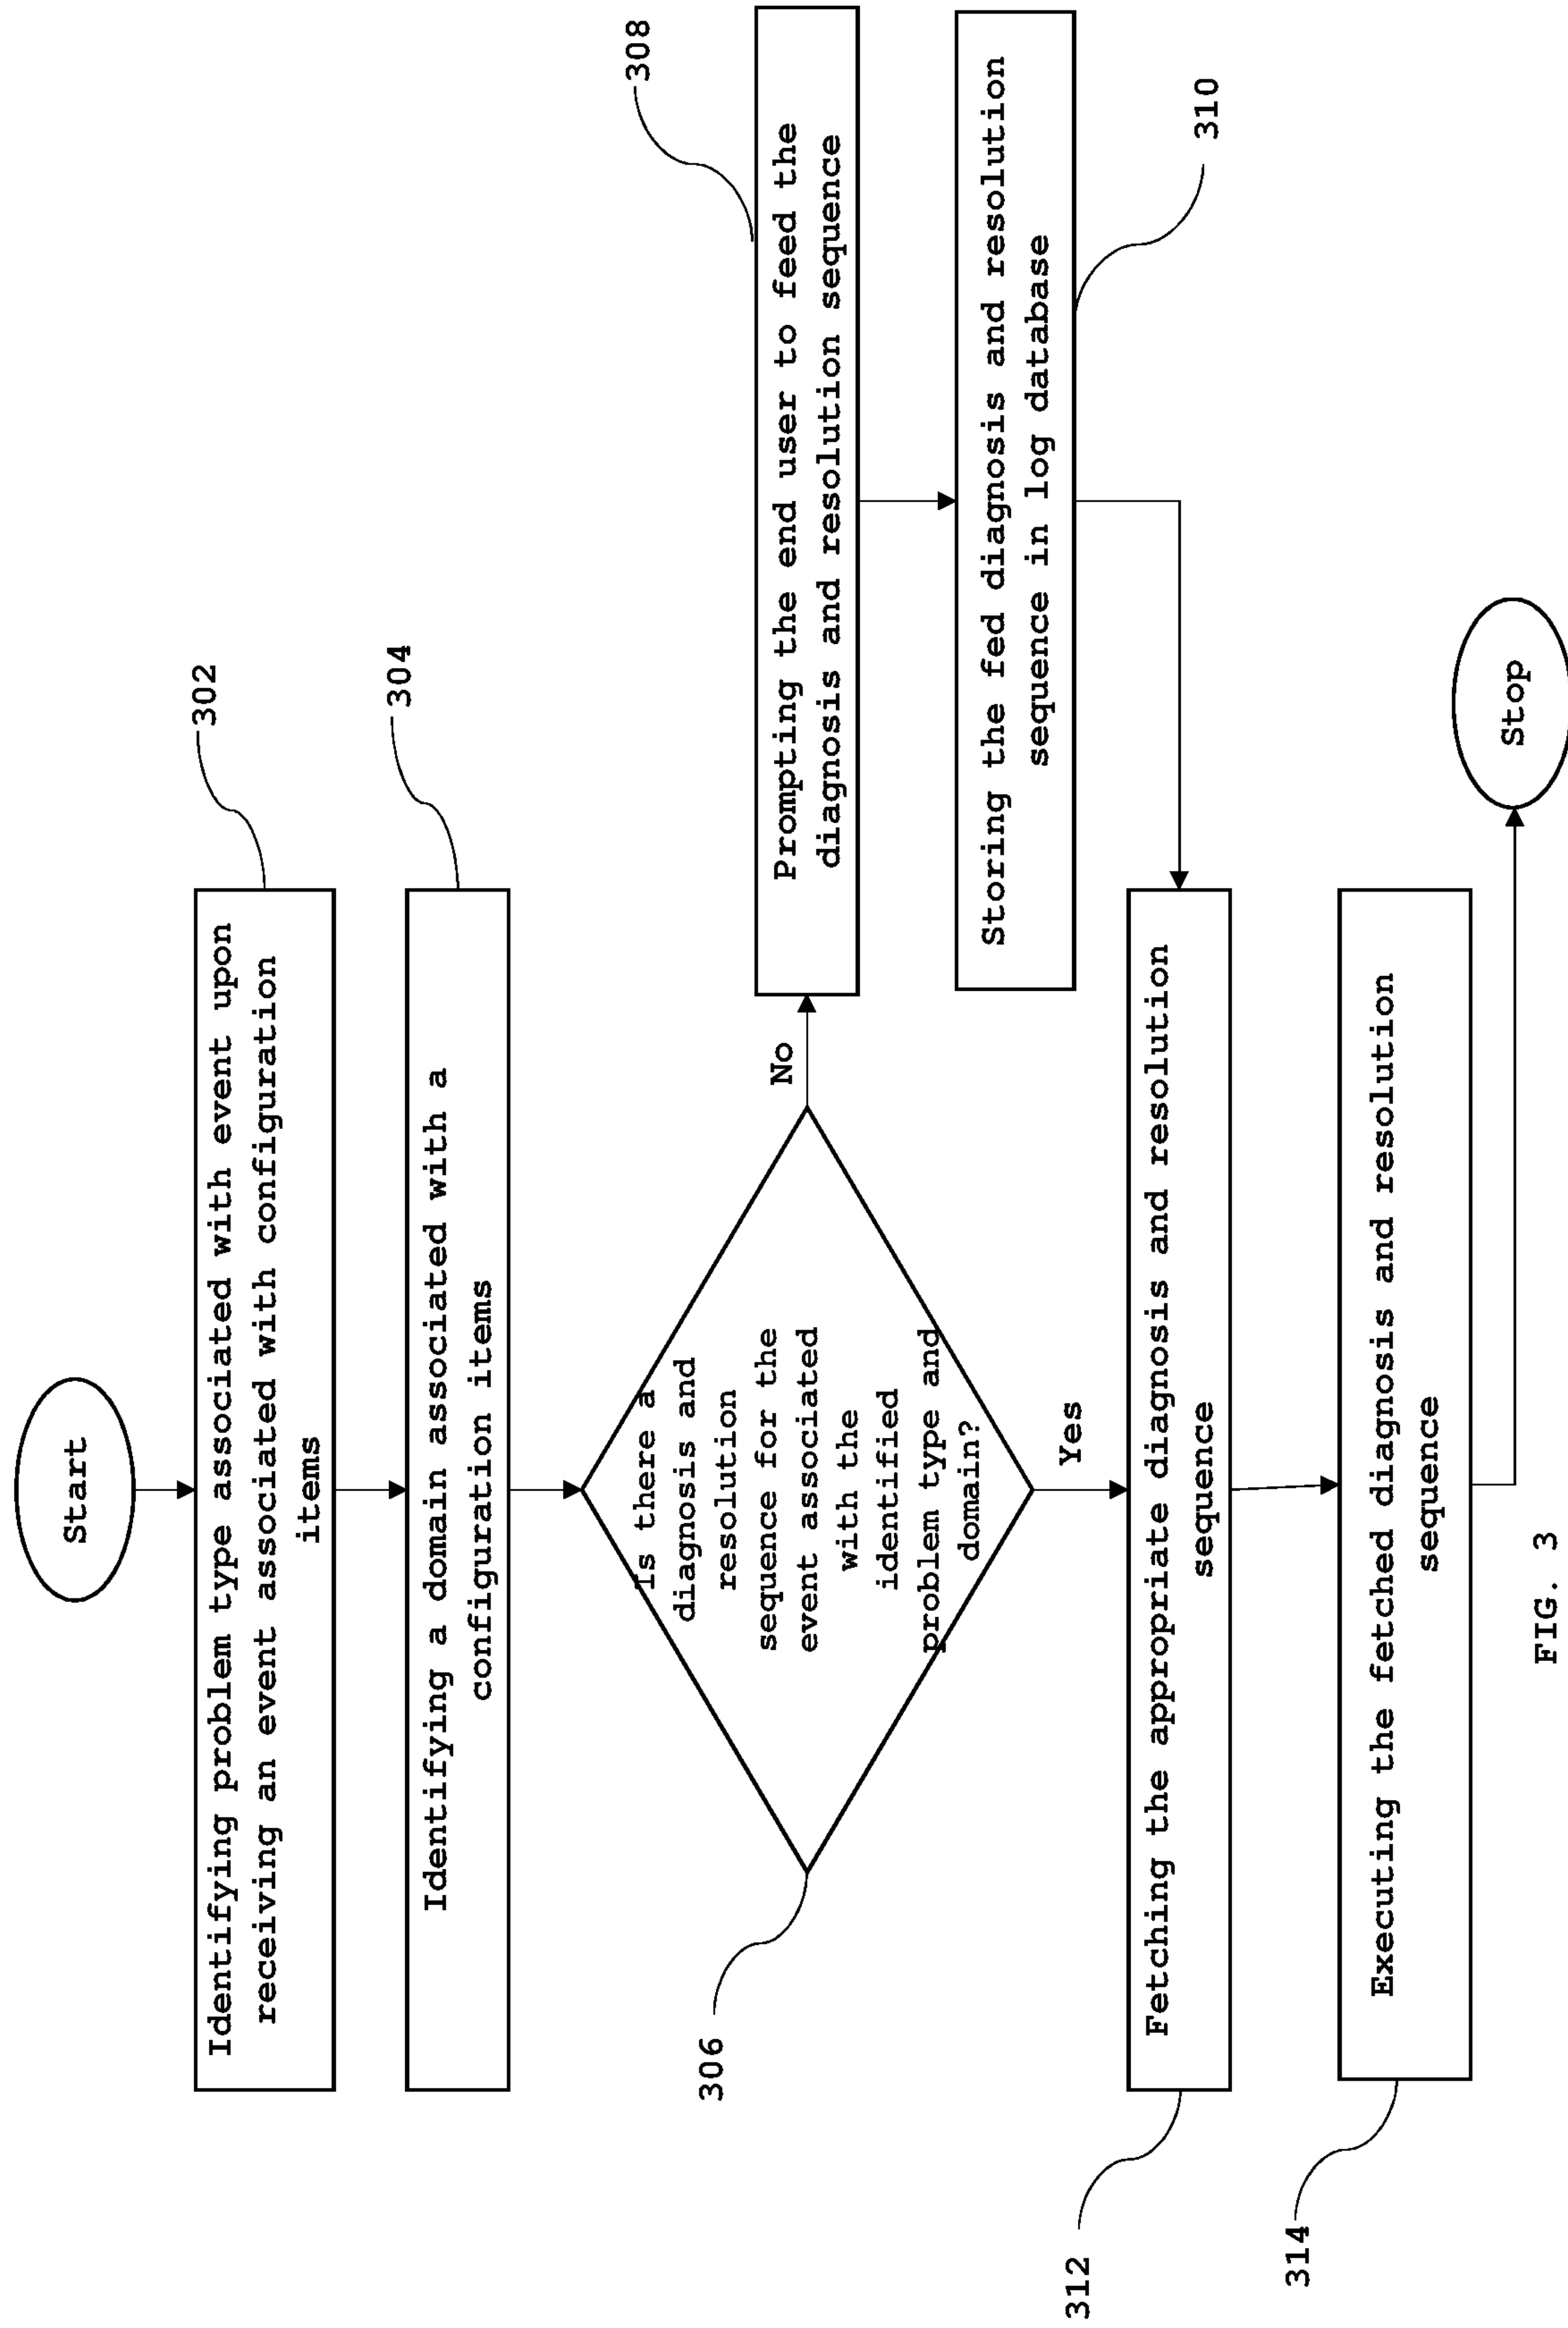 Start
Identifying problem type associated with event upon
receiving an event associated with configuration
items
302
Identifying a domain associated with a
configuration items
304
Is there a
diagnosis and
resolution
sequence for the
event associated
with the
identified
problem type and
domain?
306
No
Prompting the end user to feed the
diagnosis and resolution sequence
308
Storing the fed diagnosis and resolution
sequence in log database
310
Yes
Fetching the appropriate diagnosis and resolution
sequence
312
Executing the fetched diagnosis and resolution
sequence
314
Stop
FIG. 3